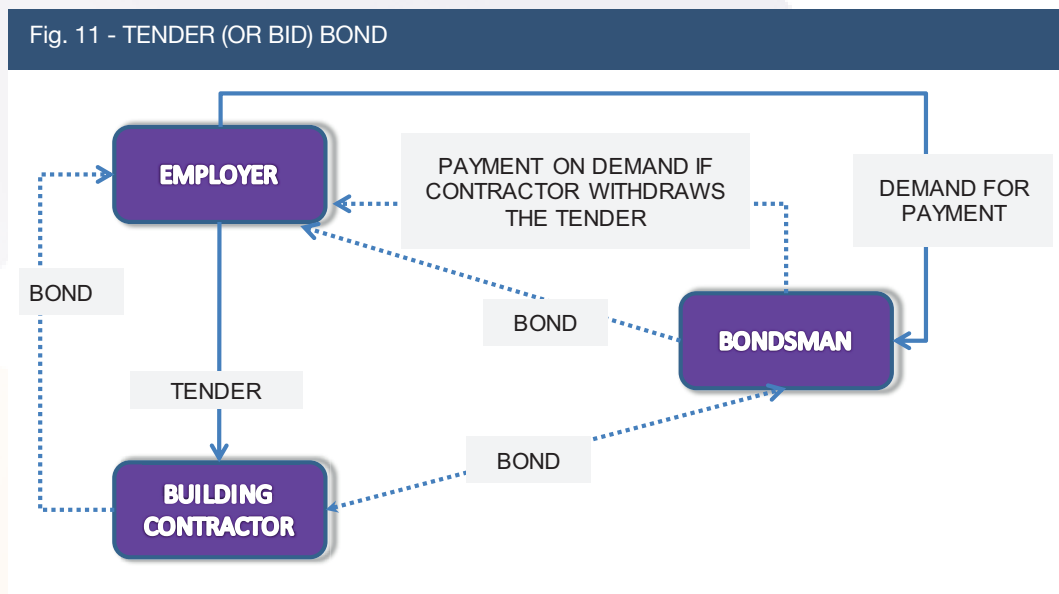 Fig. 11 - TENDER (OR BID) BOND
EMPLOYER
PAYMENT ON DEMAND IF
CONTRACTOR WITHDRAWS
THE TENDER
DEMAND FOR
PAYMENT
BOND
BOND
BONDSMAN
TENDER
BOND
BUILDING
CONTRACTOR